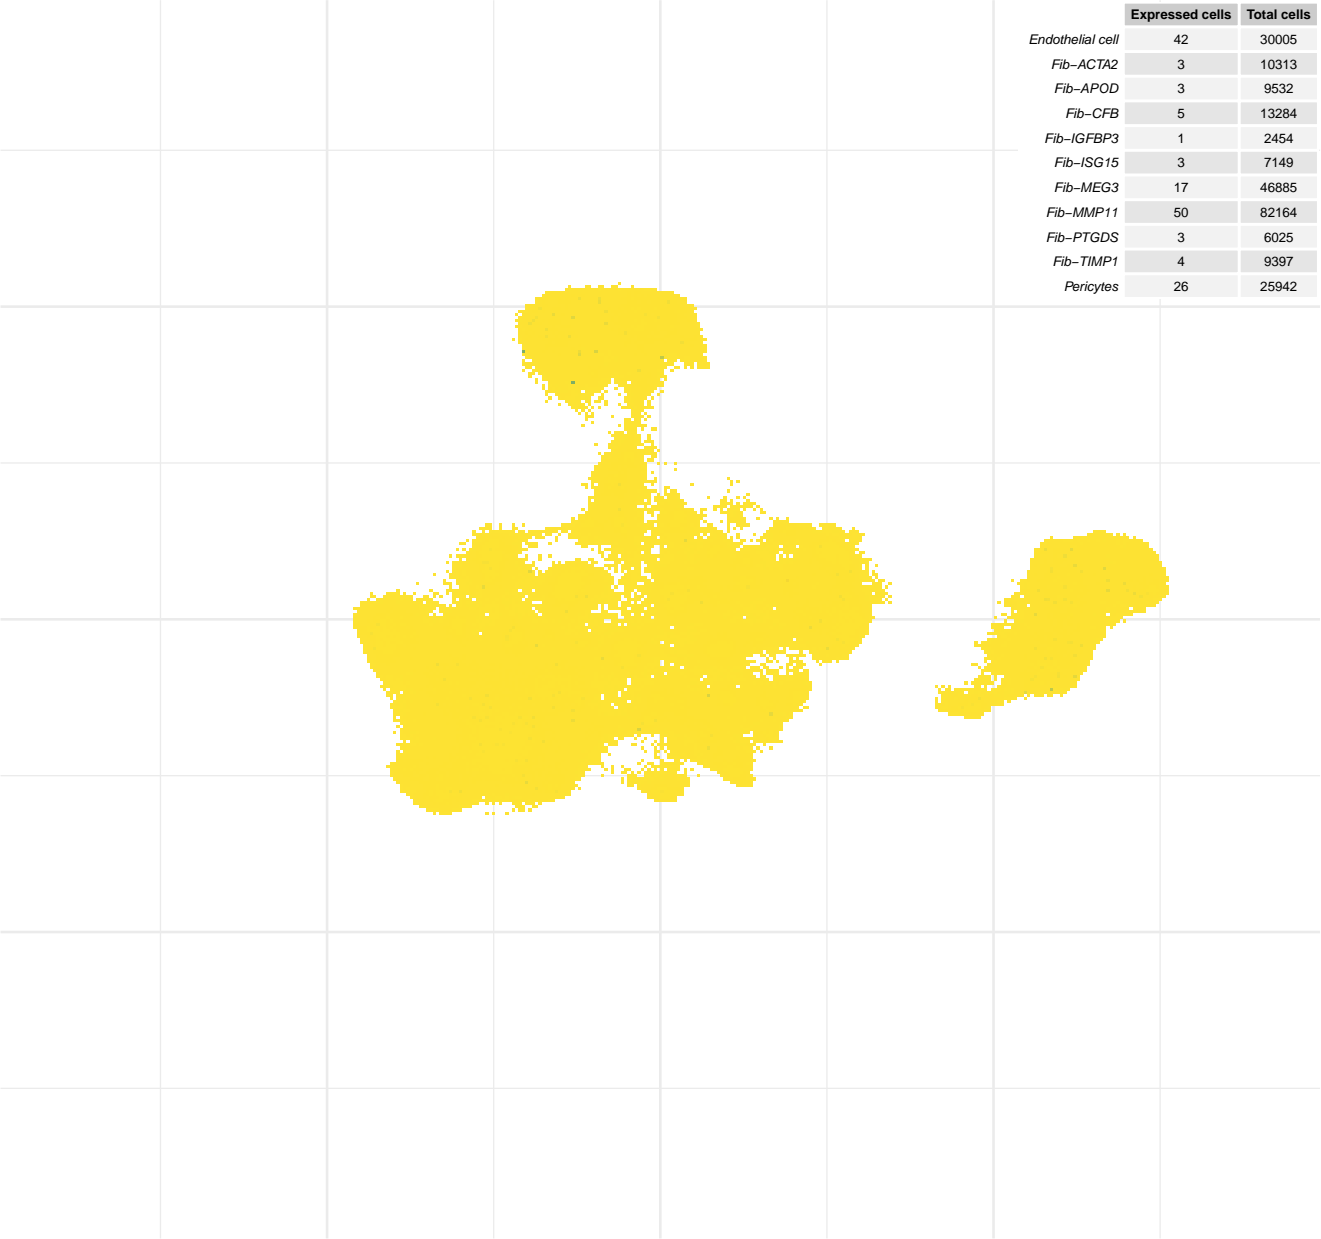 Expressed cells Total cells
Endothelial cell 42 30005
Fib−ACTA2 3 10313
Fib−APOD 3 9532
Fib−CFB 5 13284
Fib−IGFBP3 1 2454
Fib−ISG15 3 7149
Fib−MEG3 17 46885
Fib−MMP11 50 82164
Fib−PTGDS 3 6025
Fib−TIMP1 4 9397
Pericytes 26 25942